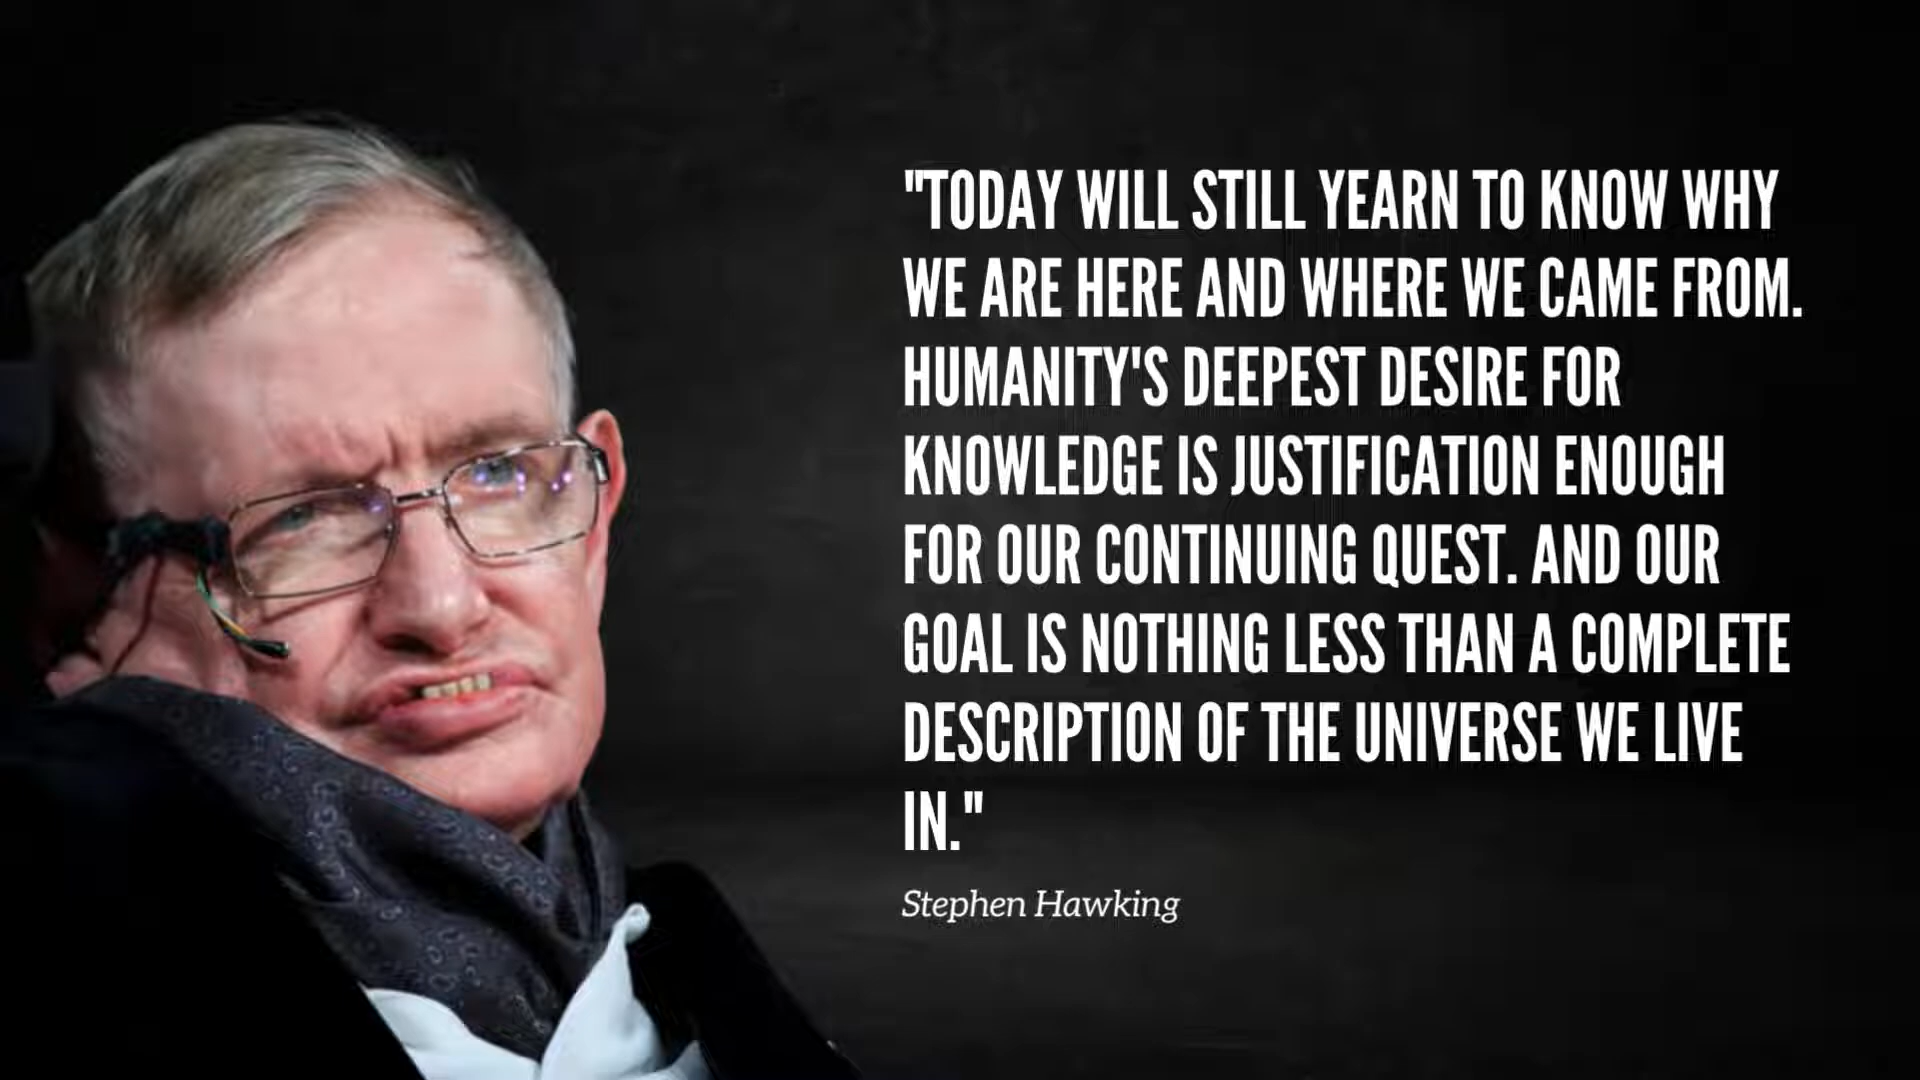 "TODAY WILL STILL YEARN TO KNOW WHY
WE ARE HERE AND WHERE WE CAME FROM.
HUMANITY'S DEEPEST DESIRE FOR
KNOWLEDGE IS JUSTIFICATION ENOUGH
FOR OUR CONTINUING QUEST. AND OUR
GOAL IS NOTHING LESS THAN A COMPLETE
DESCRIPTION OF THE UNIVERSE WE LIVE
IN."
Stephen Hawking